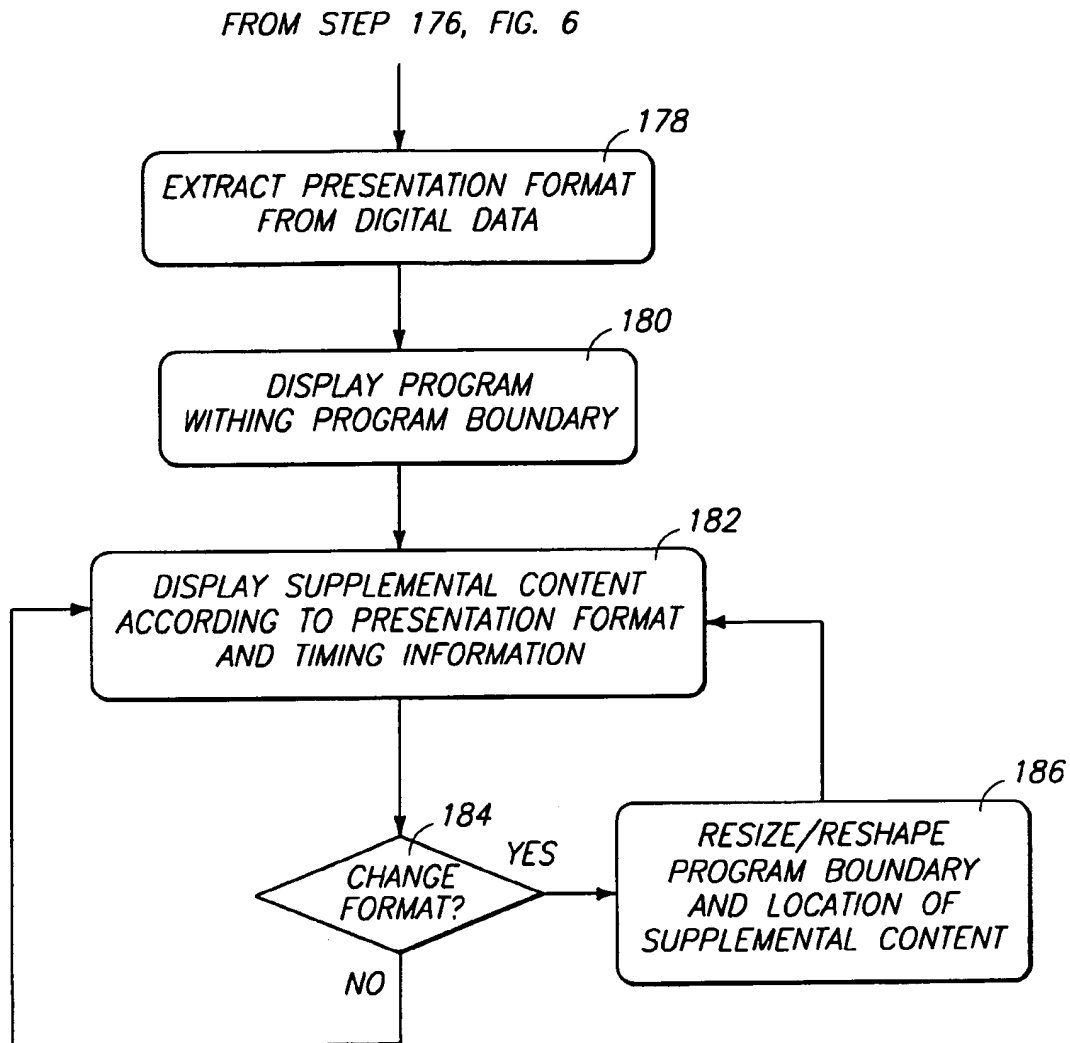 FROM STEP 176, FIG. 6
178
EXTRACT PRESENTATION FORMAT
FROM DIGITAL DATA
180
DISPLAY PROGRAM
WITHING PROGRAM BOUNDARY
182
DISPLAY SUPPLEMENTAL CONTENT
ACCORDING TO PRESENTATION FORMAT
AND TIMING INFORMATION
184
CHANGE
FORMAT?
YES
NO
186
RESIZE/RESHAPE
PROGRAM BOUNDARY
AND LOCATION OF
SUPPLEMENTAL CONTENT